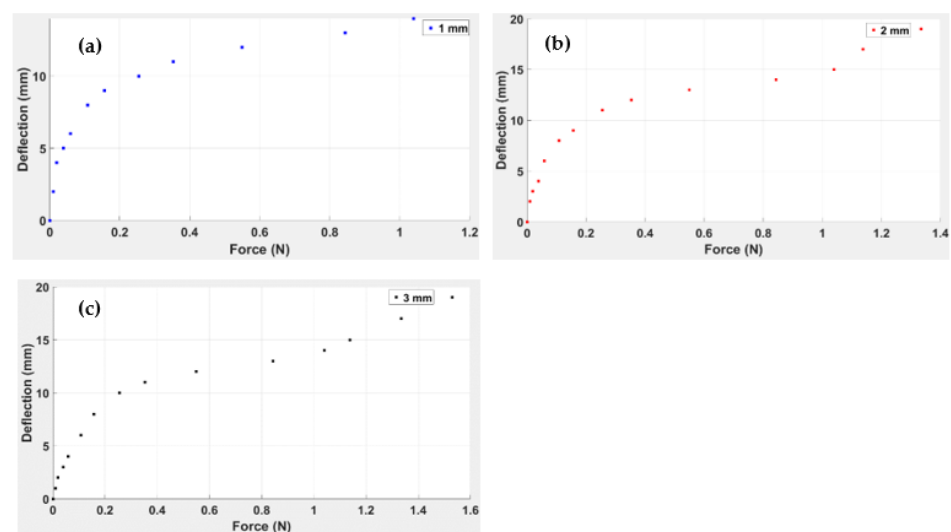 (a)
1 mm
Deflection (mm)
10
5
0
0 0.2 0.4 0.6 0.8 1
Force (N)
(b)
2 mm
Deflection (mm)
20
15
10
5
0
0 0.2 0.4 0.6 0.8 1 1.2 1.4
Force (N)
(c)
3 mm
Deflection (mm)
20
15
10
5
0
0 0.2 0.4 0.6 0.8 1 1.2 1.4 1.6
Force (N)